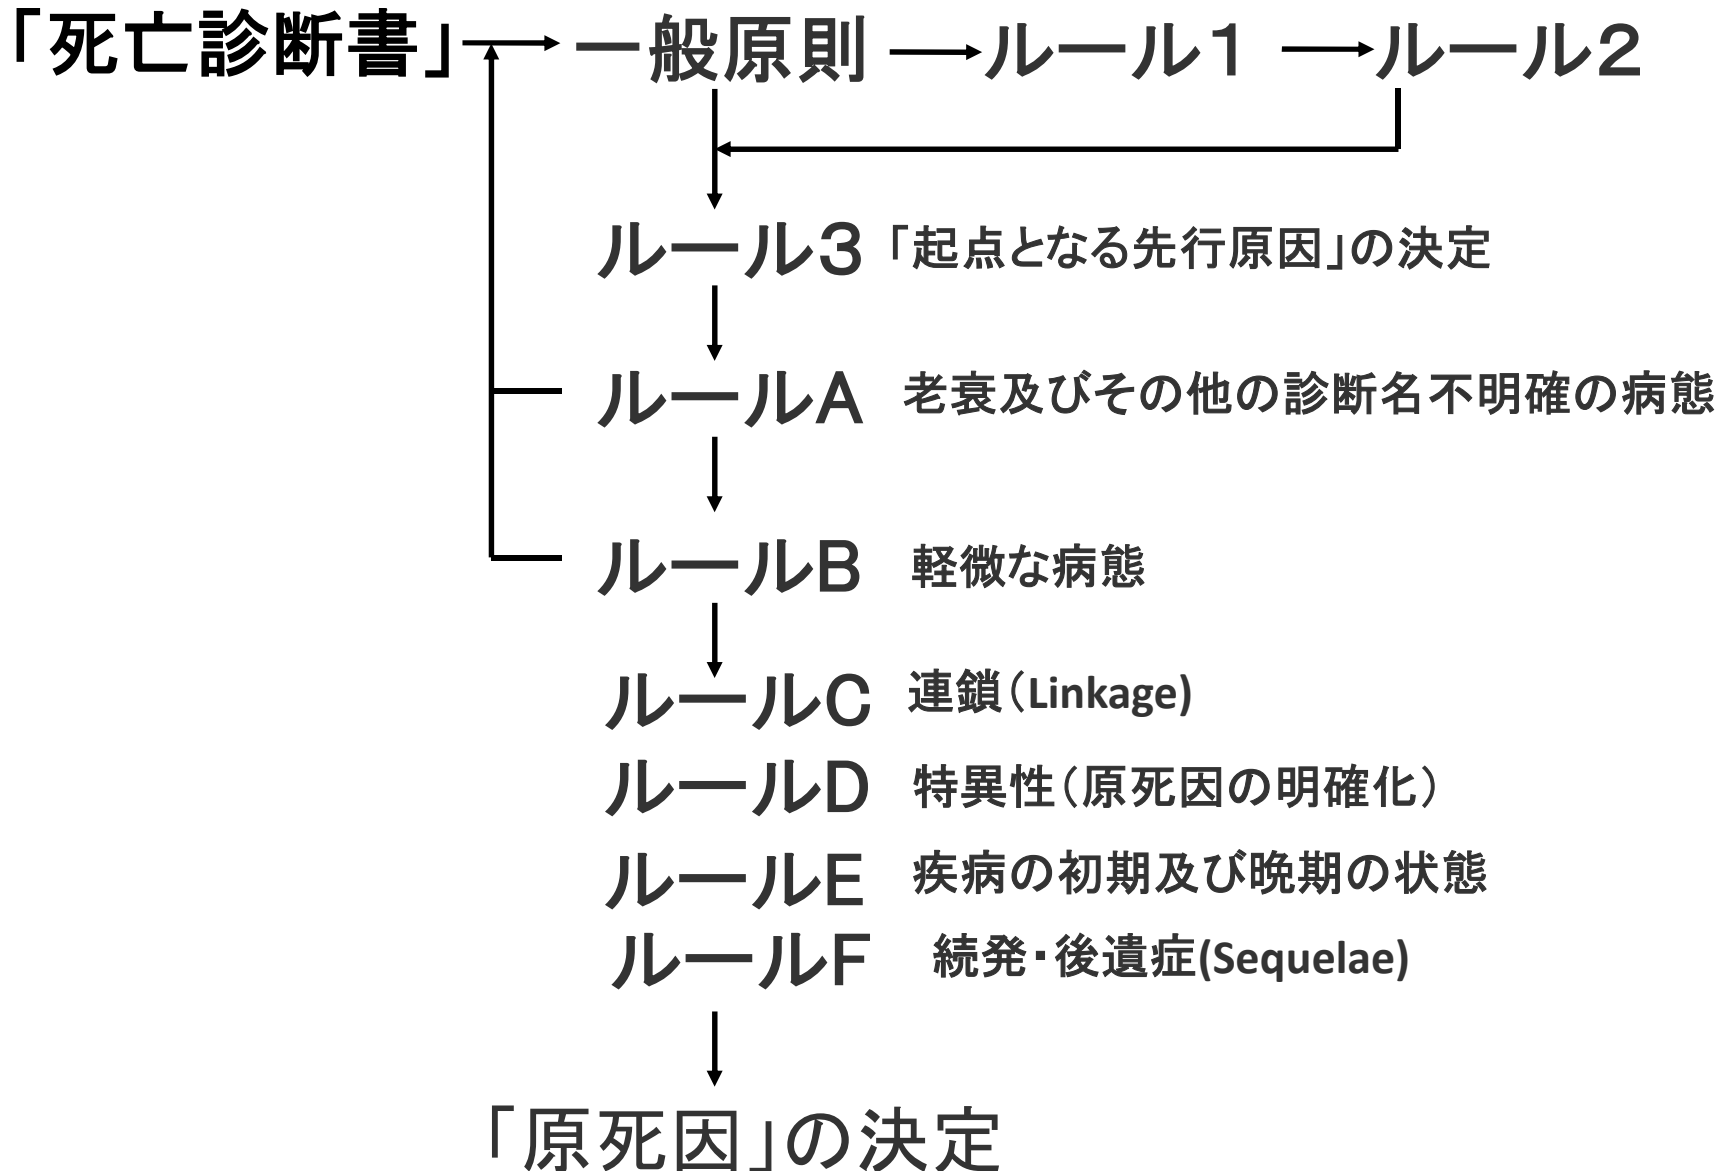 「死亡診断書」 一般原則 ルール１ ルール２
ルール３ 「起点となる先行原因」の決定
ルールA 老衰及びその他の診断名不明確の病態
ルールB 軽微な病態
ルールC 連鎖（Linkage)
ルールD 特異性（原死因の明確化）
ルールE 疾病の初期及び晩期の状態
ルールF 続発・後遺症(Sequelae)
「原死因」の決定